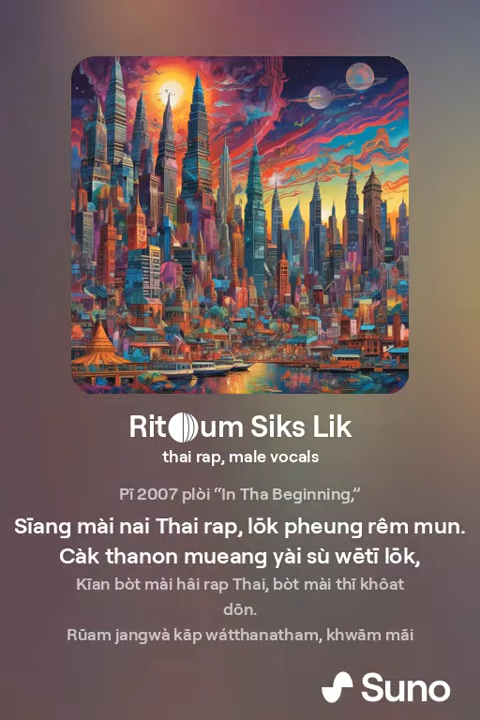 Rit um Siks Lik
thai rap, male vocals
Pī 2007 plòi “In Tha Beginning,”
Sīang mài nai Thai rap, lōk pheung rêm mun.
Càk thanon mueang yài sù wētī lōk,
Kīan bòt mài hâi rap Thai, bòt mài thī khôat
dōn.
Rūam jangwà kāp wátthanatham, khwām māi
Suno